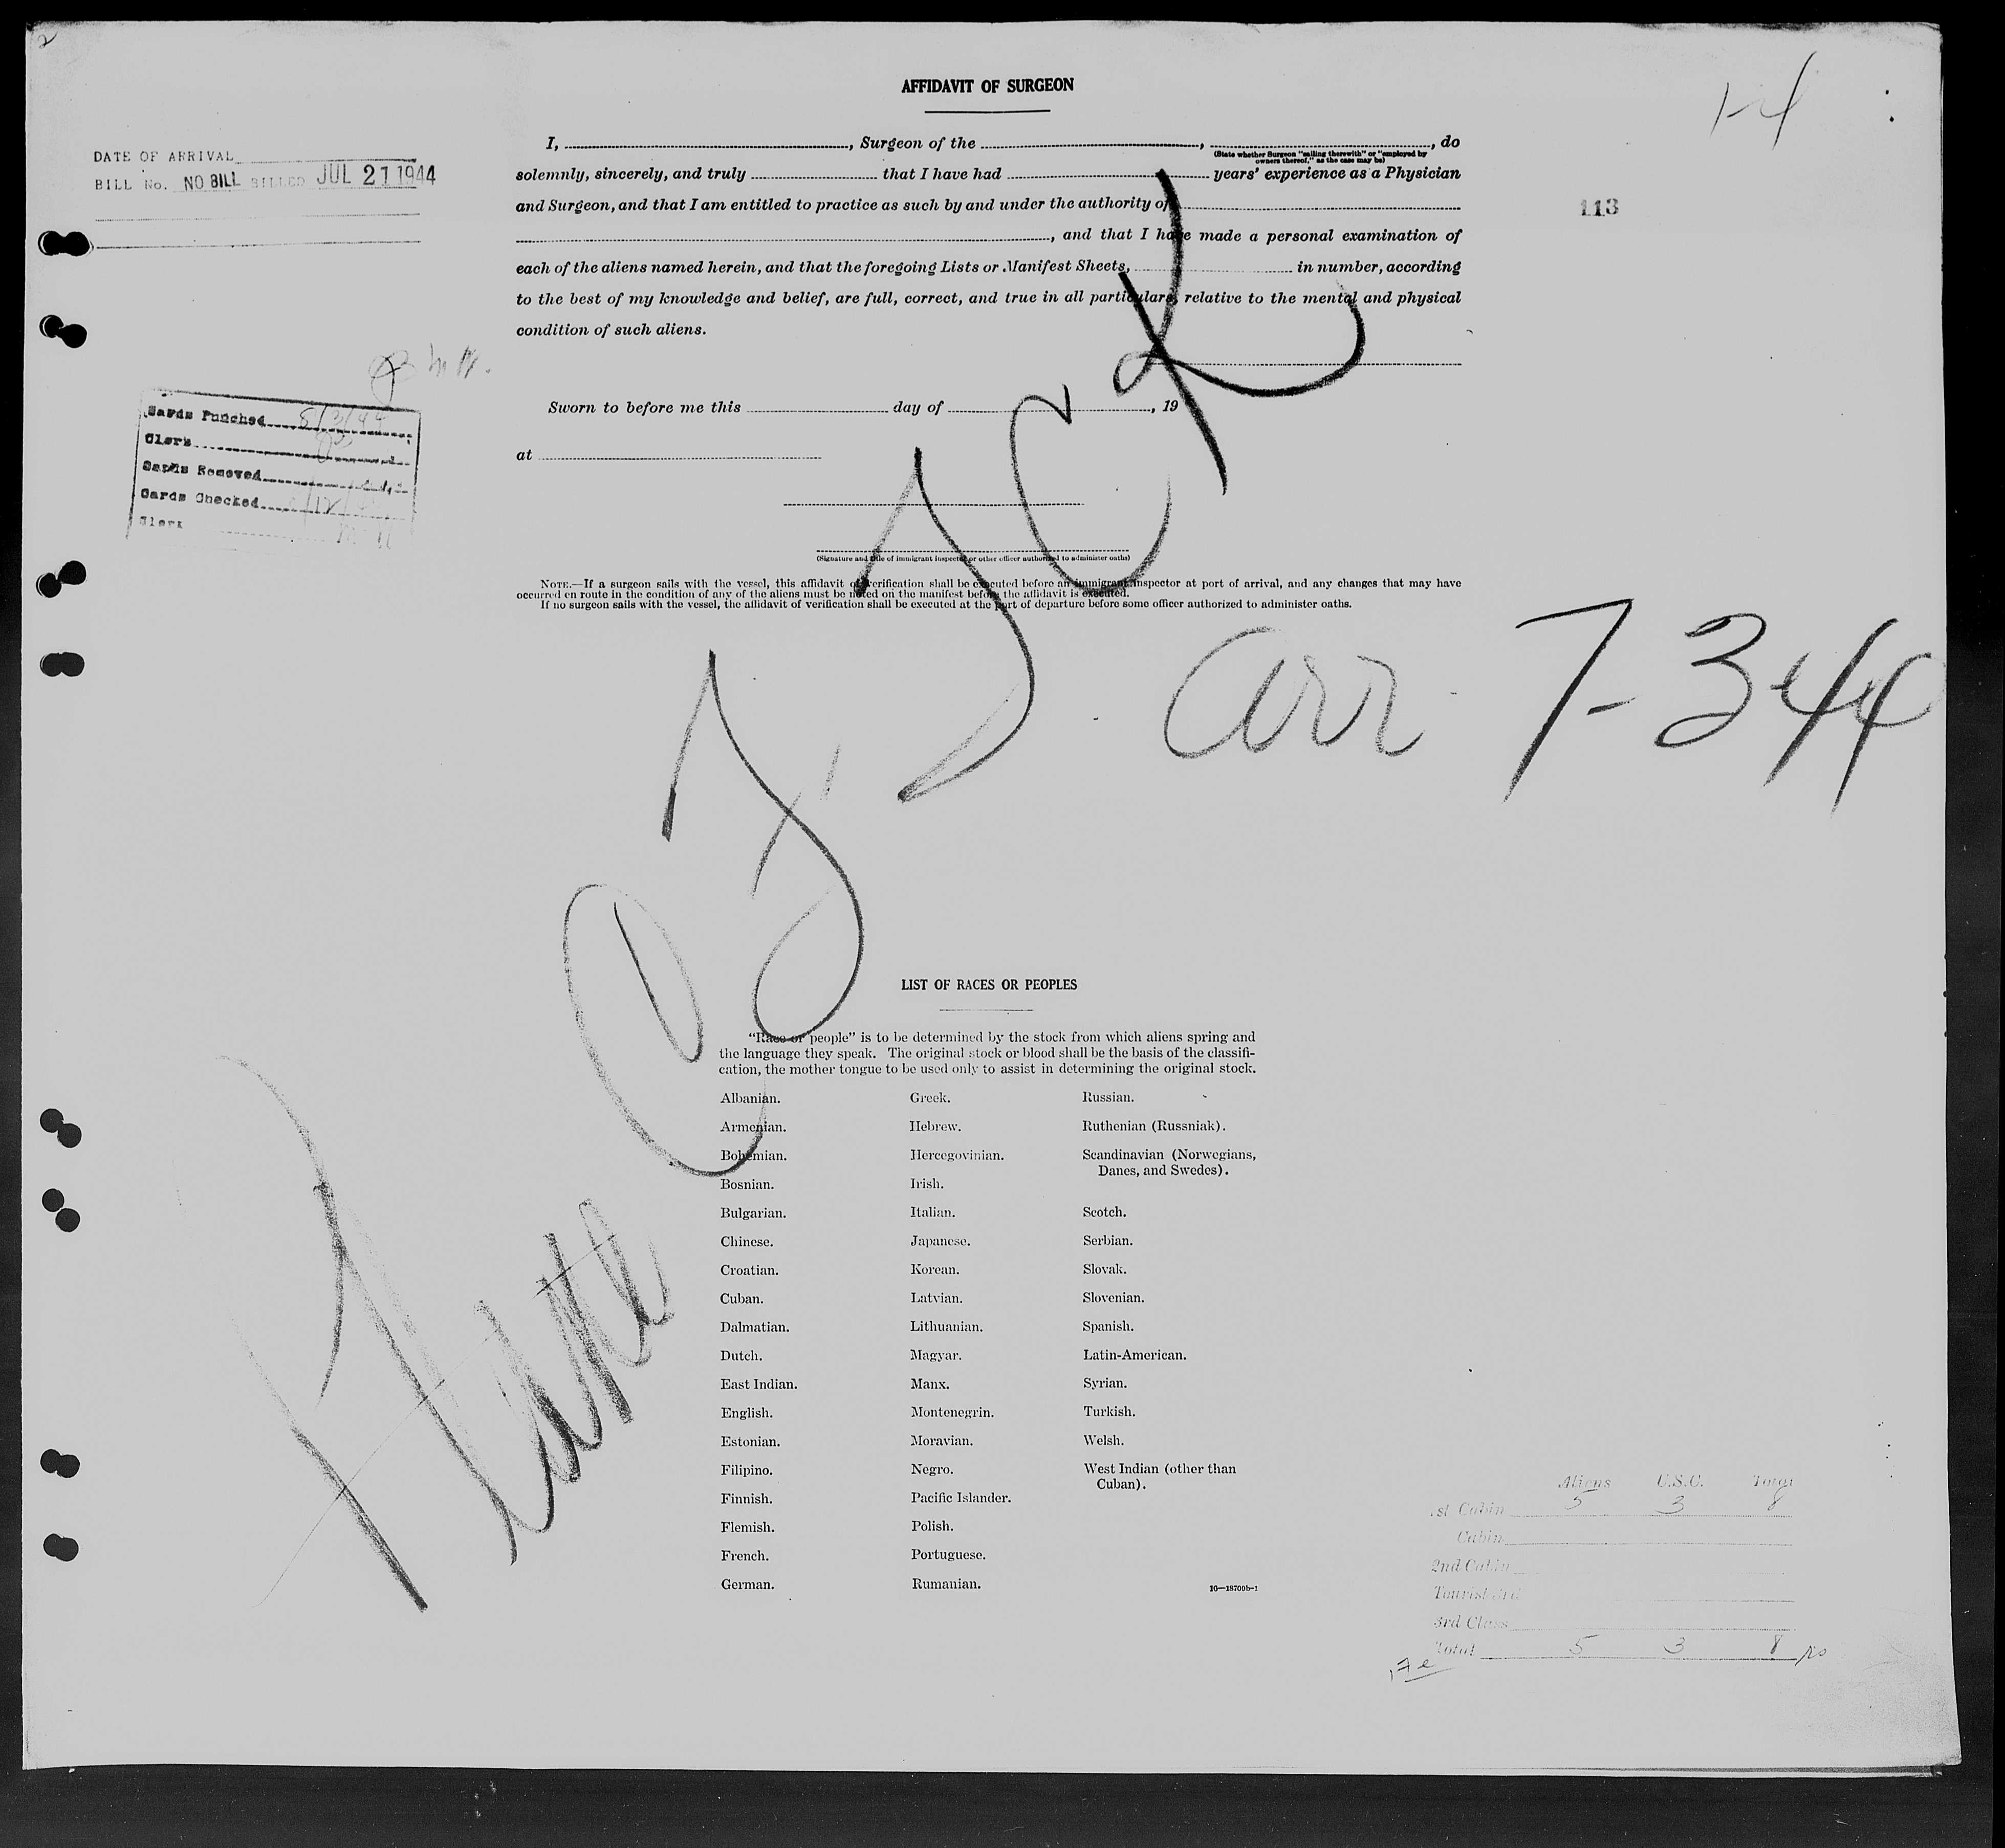 1-4
AFFIDAVIT OF SURGEON
I, , Surgeon of the , , do
(State whether Surgeon "sailing therewith" or "employed by
owners thereof," as the case may be)
DATE OF ARRIVAL
BILL No. NO BILL BILLED JUL 21 1944
solemnly, sincerely, and truly that I have had years' experience as a Physician
and Surgeon, and that I am entitled to practice as such by and under the authority of
113
, and that I have made a personal examination of
each of the aliens named herein, and that the foregoing Lists or Manifest Sheets, in number, according
to the best of my knowledge and belief, are full, correct, and true in all particulars, relative to the mental and physical
condition of such aliens.
Cards Punched 8/3/44
Clerk
Cards Removed
Cards Checked
Clerk
Sworn to before me this day of , 19
at
(Signature and title of immigrant inspector or other officer authorized to administer oaths)
NOTE.—If a surgeon sails with the vessel, this affidavit of verification shall be executed before an immigrant inspector at port of arrival, and any changes that may have
occurred en route in the condition of any of the aliens must be noted on the manifest before the affidavit is executed.
If no surgeon sails with the vessel, the affidavit of verification shall be executed at the port of departure before some officer authorized to administer oaths.
arr 7-3-44
Plane
LIST OF RACES OR PEOPLES
"Race or people" is to be determined by the stock from which aliens spring and
the language they speak. The original stock or blood shall be the basis of the classifi-
cation, the mother tongue to be used only to assist in determining the original stock.
Albanian. Greek. Russian.
Armenian. Hebrew. Ruthenian (Russniak).
Bohemian. Hercegovinian. Scandinavian (Norwegians,
Danes, and Swedes).
Bosnian. Irish.
Bulgarian. Italian. Scotch.
Chinese. Japanese. Serbian.
Croatian. Korean. Slovak.
Cuban. Latvian. Slovenian.
Dalmatian. Lithuanian. Spanish.
Dutch. Magyar. Latin-American.
East Indian. Manx. Syrian.
English. Montenegrin. Turkish.
Estonian. Moravian. Welsh.
Filipino. Negro. West Indian (other than
Cuban).
Finnish. Pacific Islander.
Flemish. Polish.
French. Portuguese.
German. Rumanian.
16—18709b-1
Aliens U.S.C. Total
1st Cabin 5 3 8
Cabin
2nd Cabin
Tourist 3rd
3rd Class
Total 5 3 8